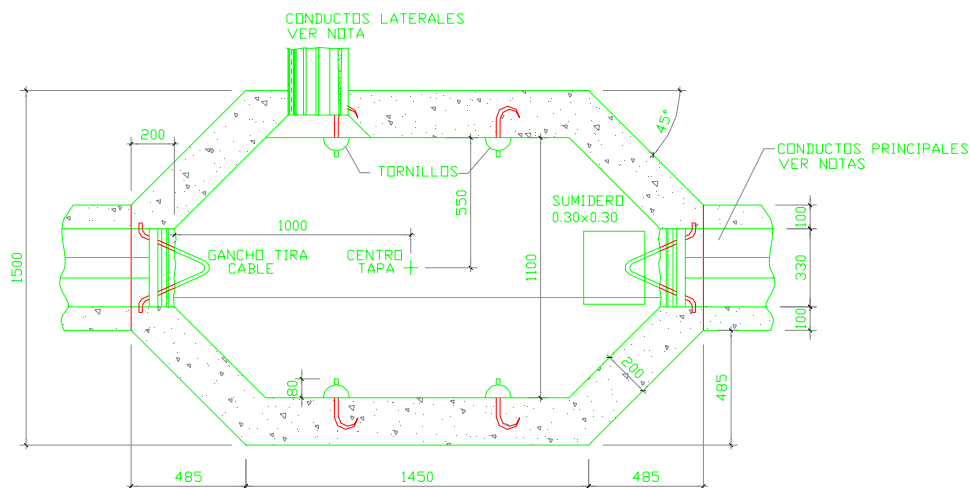 CONDUCTOS LATERALES
VER NOTA
200
45°
CONDUCTOS PRINCIPALES
VER NOTAS
TORNILLOS
550
SUMIDERO
0.30x0.30
100
1000
GANCHO TIRA
CABLE
CENTRO
TAPA
1500
1100
330
100
80
200
485
485
1450
485